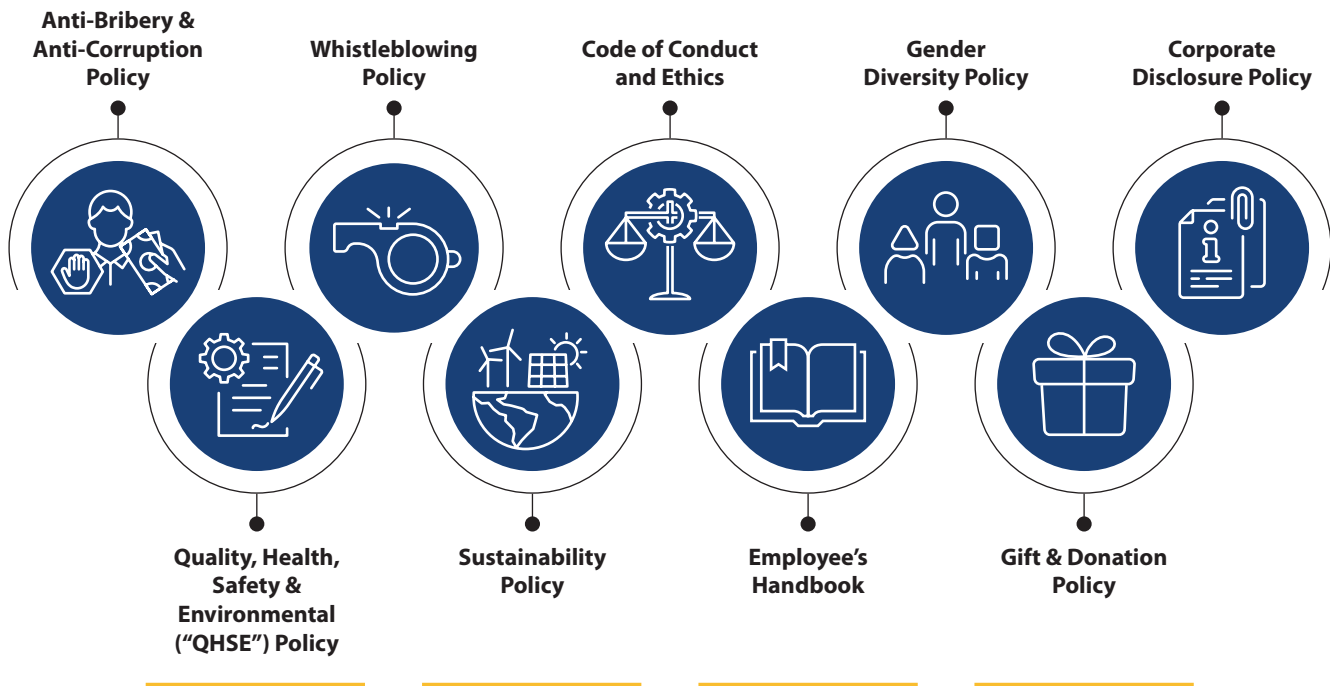 Anti-Bribery &
Anti-Corruption
Policy
Whistleblowing
Policy
Code of Conduct
and Ethics
Gender
Diversity Policy
Corporate
Disclosure Policy
Quality, Health,
Safety &
Environmental
(“QHSE”) Policy
Sustainability
Policy
Employee’s
Handbook
Gift & Donation
Policy